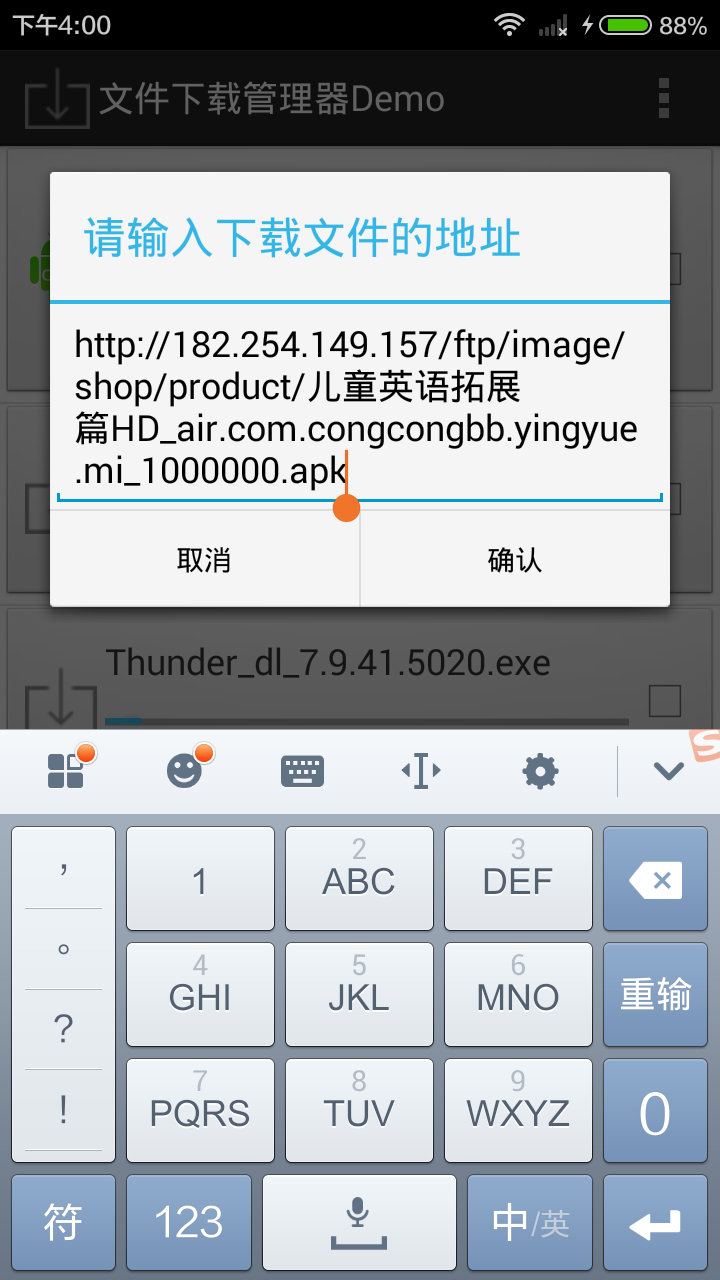 下午4:00
88%
文件下载管理器Demo
请输入下载文件的地址
http://182.254.149.157/ftp/image/
shop/product/儿童英语拓展
篇HD_air.com.congcongbb.yingyue
.mi_1000000.apk
取消
确认
Thunder_dl_7.9.41.5020.exe
，
1
2
ABC
3
DEF
。
4
GHI
5
JKL
6
MNO
重输
?
7
PQRS
8
TUV
9
WXYZ
0
!
符
123
中/英